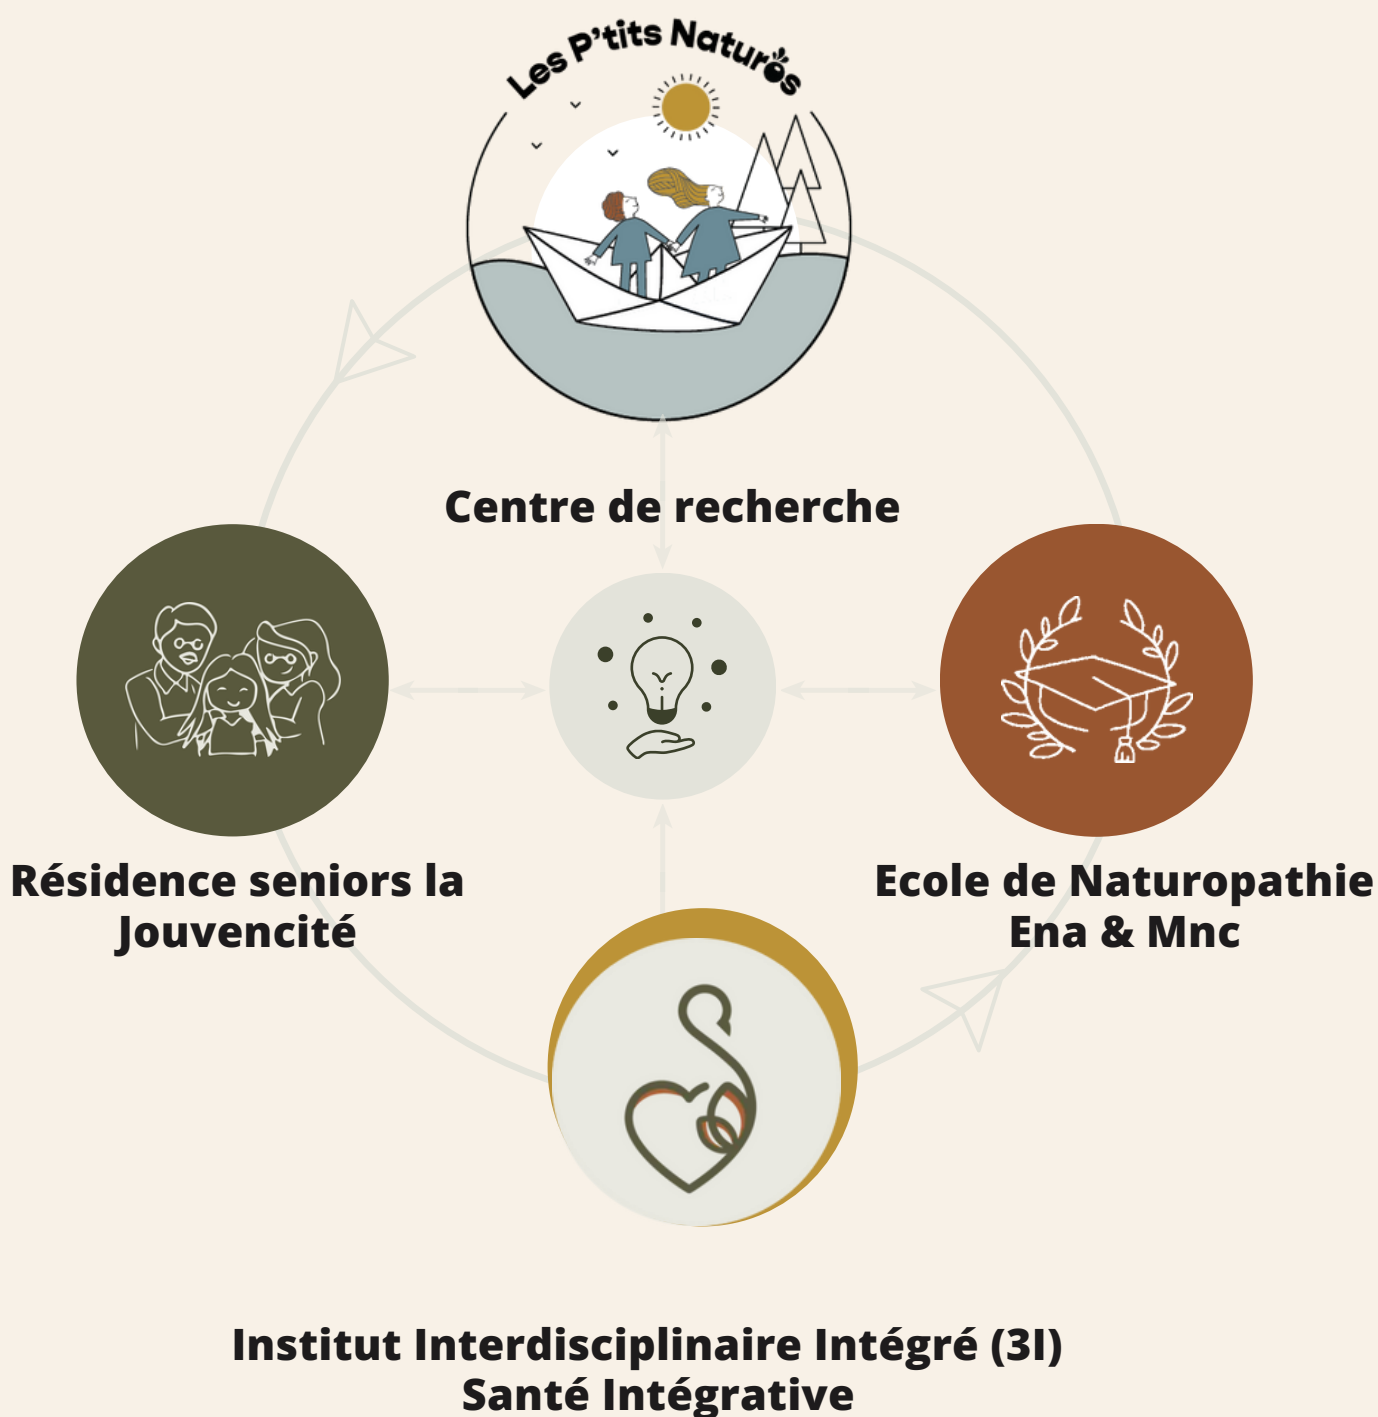 Les P'tits Naturos
Centre de recherche
Résidence seniors la
Jouvencité
Ecole de Naturopathie
Ena & Mnc
Institut Interdisciplinaire Intégré (3I)
Santé Intégrative